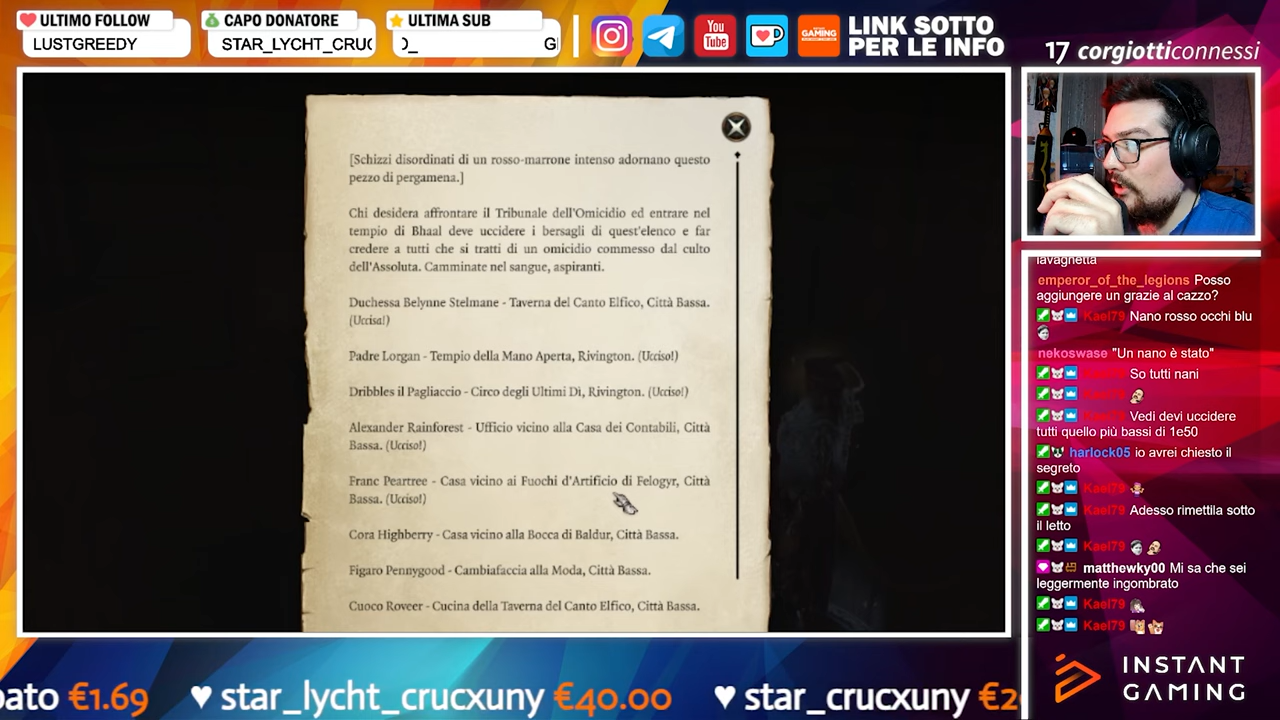 ULTIMO FOLLOW
LUSTGREEDY
CAPO DONATORE
STAR_LYCHT_CRUC
ULTIMA SUB
O_ G
You
Tube
GAMING
LINK SOTTO
PER LE INFO
17 corgiotticonnessi
[Schizzi disordinati di un rosso-marrone intenso adornano questo
pezzo di pergamena.]
Chi desidera affrontare il Tribunale dell'Omicidio ed entrare nel
tempio di Bhaal deve uccidere i bersagli di quest'elenco e far
credere a tutti che si tratti di un omicidio commesso dal culto
dell'Assoluta. Camminate nel sangue, aspiranti.
Duchessa Belynne Stelmane - Taverna del Canto Elfico, Città Bassa.
(Uccisa!)
Padre Lorgan - Tempio della Mano Aperta, Rivington. (Ucciso!)
Dribbles il Pagliaccio - Circo degli Ultimi Dì, Rivington. (Ucciso!)
Alexander Rainforest - Ufficio vicino alla Casa dei Contabili, Città
Bassa. (Ucciso!)
Franc Peartree - Casa vicino ai Fuochi d'Artificio di Felogyr, Città
Bassa. (Ucciso!)
Cora Highberry - Casa vicino alla Bocca di Baldur, Città Bassa.
Figaro Pennygood - Cambiafaccia alla Moda, Città Bassa.
Cuoco Roveer - Cucina della Taverna del Canto Elfico, Città Bassa.
lavaghetta
emperor_of_the_legions Posso
aggiungere un grazie al cazzo?
Kael79 Nano rosso occhi blu
nekoswase "Un nano è stato"
Kael79 So tutti nani
Kael79
Kael79 Vedi devi uccidere
tutti quello più bassi di 1e50
harlock05 io avrei chiesto il
segreto
Kael79
Kael79 Adesso rimettila sotto
il letto
Kael79
matthewky00 Mi sa che sei
leggermente ingombrato
Kael79
Kael79
INSTANT
GAMING
pato €1.69 ♥ star_lycht_crucxuny €40.00 ♥ star_crucxuny €2